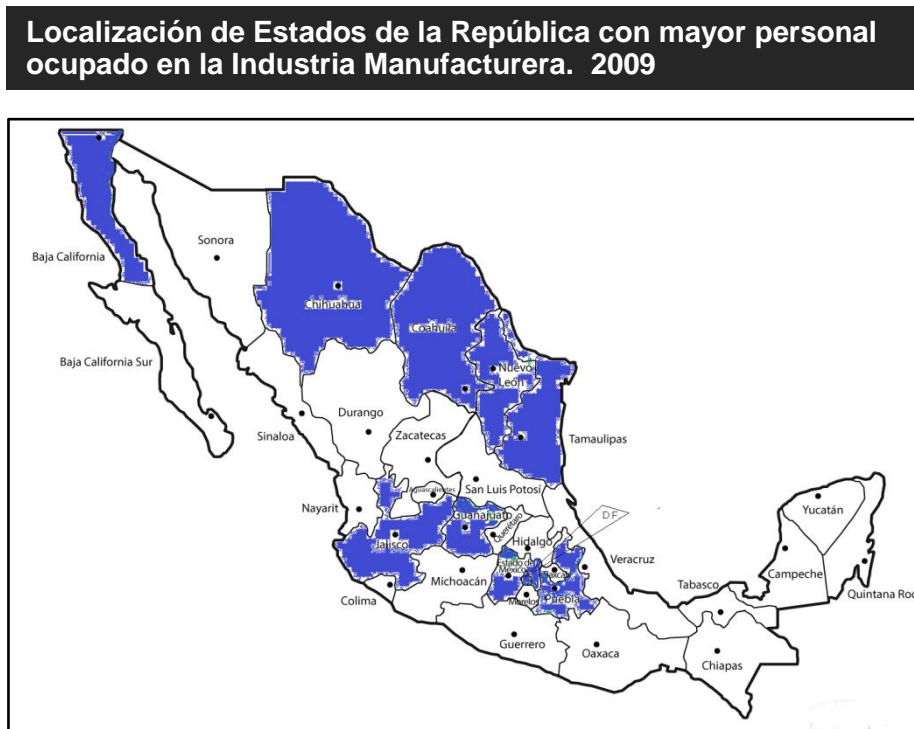 Localización de Estados de la República con mayor personal
ocupado en la Industria Manufacturera. 2009
Sonora
Baja California
Chihuahua
Coahuila
Baja California Sur
Nuevo
León
Durango
Sinaloa
Zacatecas
Tamaulipas
Aguascalientes
San Luis Potosí
Nayarit
Guanajuato
D.F
Yucatán
Querétaro
Jalisco
Hidalgo
Estado de
México
Veracruz
Tlaxcala
Michoacán
Campeche
Tabasco
Colima
Morelos
Puebla
Quintana Roo
Guerrero
Oaxaca
Chiapas